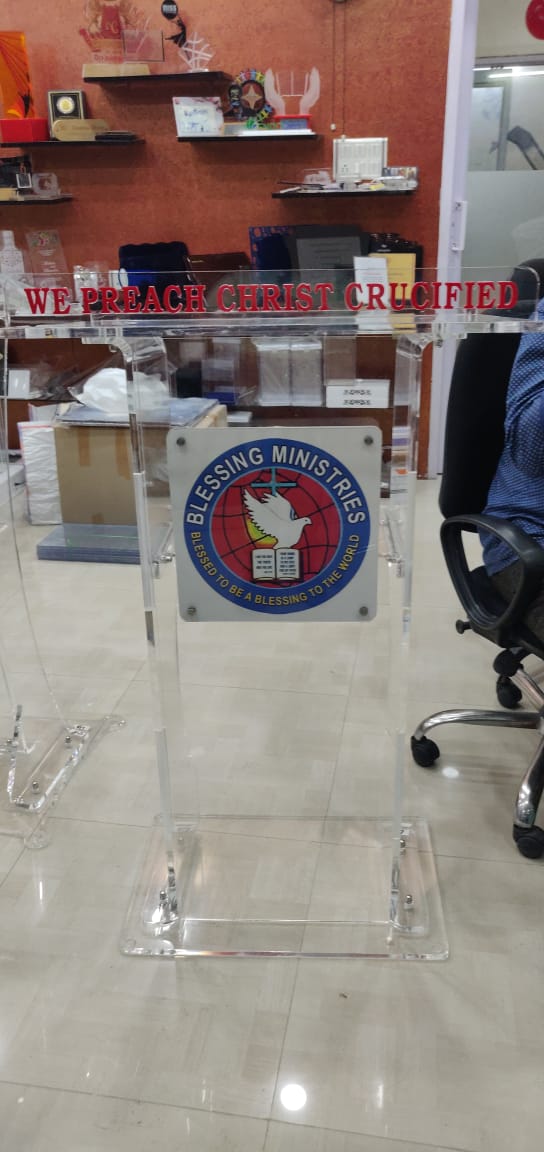 WE PREACH CHRIST CRUCIFIED
BLESSING MINISTRIES
BLESSED TO BE A BLESSING TO THE WORLD